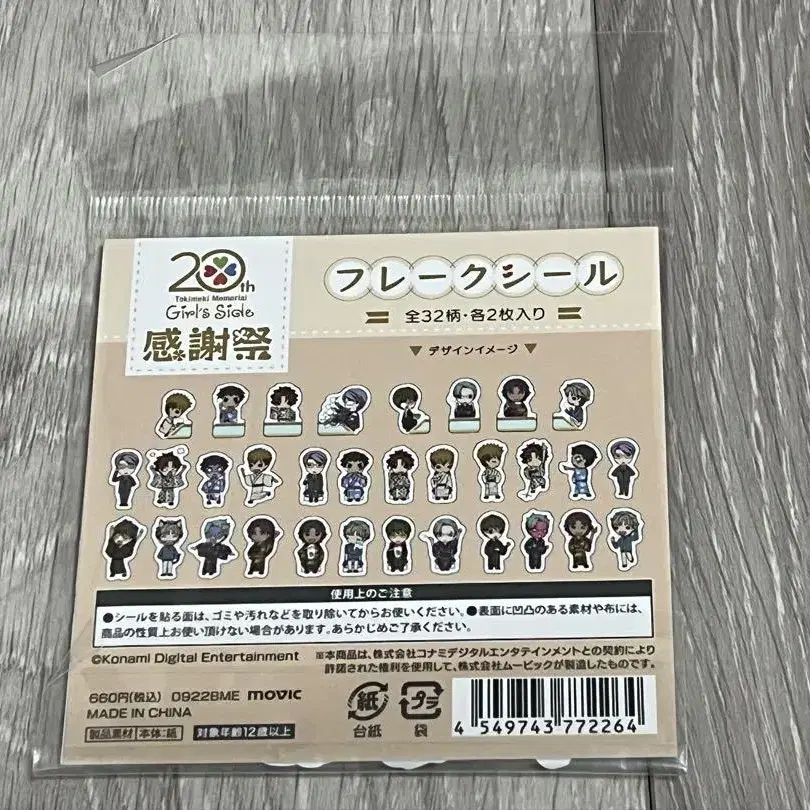 20th
Tokimeki Memorial
Girl's Side
感謝祭
フレークシール
全32柄・各2枚入り
▼ デザインイメージ ▼
使用上のご注意
●シールを貼る面は、ゴミや汚れなどを取り除いてからお使いください。●表面に凹凸のある素材や布には、
商品の性質上お使い頂けない場合があります。あらかじめご了承ください。
©Konami Digital Entertainment
※本商品は、株式会社コナミデジタルエンタテインメントとの契約により
許諾された権利を使用して、株式会社ムービックが製造したものです。
660円(税込) 0922BME movic
MADE IN CHINA
製品素材 本体:紙 対象年齢12歳以上
紙
台紙
プラ
袋
4 549743 772264